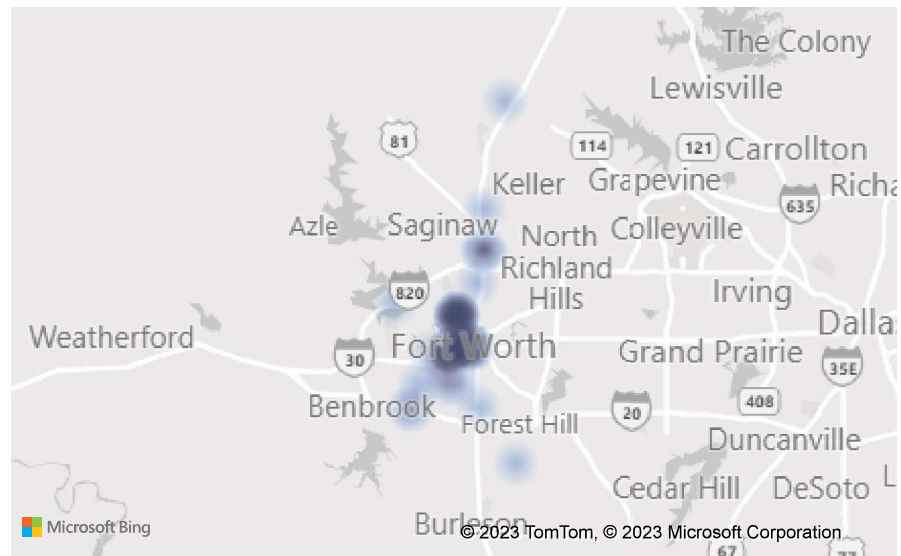 The Colony
Lewisville
81
114
121
Carrollton
Keller
Grapevine
Richa
635
Azle
Saginaw
North
Richland
Hills
Colleyville
820
Irving
Weatherford
Fort Worth
Dalla
30
Grand Prairie
35E
Benbrook
20
408
Forest Hill
Duncanville
Cedar Hill
DeSoto
L
Microsoft Bing
Burleson
© 2023 TomTom, © 2023 Microsoft Corporation
67
77